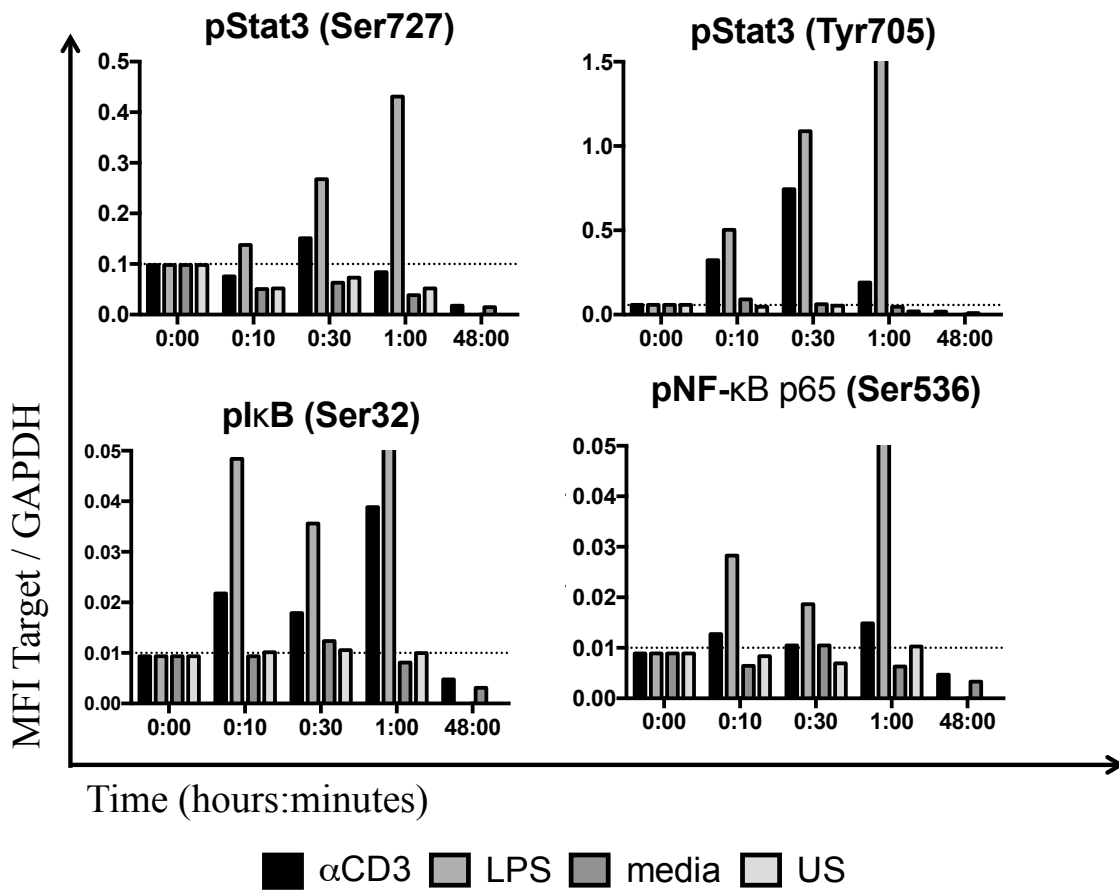 pStat3 (Ser727)
0.5
0.4
0.3
0.2
0.1
0.0
0:00 0:10 0:30 1:00 48:00
pStat3 (Tyr705)
1.5
1.0
0.5
0.0
0:00 0:10 0:30 1:00 48:00
pIκB (Ser32)
0.05
0.04
0.03
0.02
0.01
0.00
0:00 0:10 0:30 1:00 48:00
pNF-κB p65 (Ser536)
0.05
0.04
0.03
0.02
0.01
0.00
0:00 0:10 0:30 1:00 48:00
MFI Target / GAPDH
Time (hours:minutes)
αCD3 LPS media US